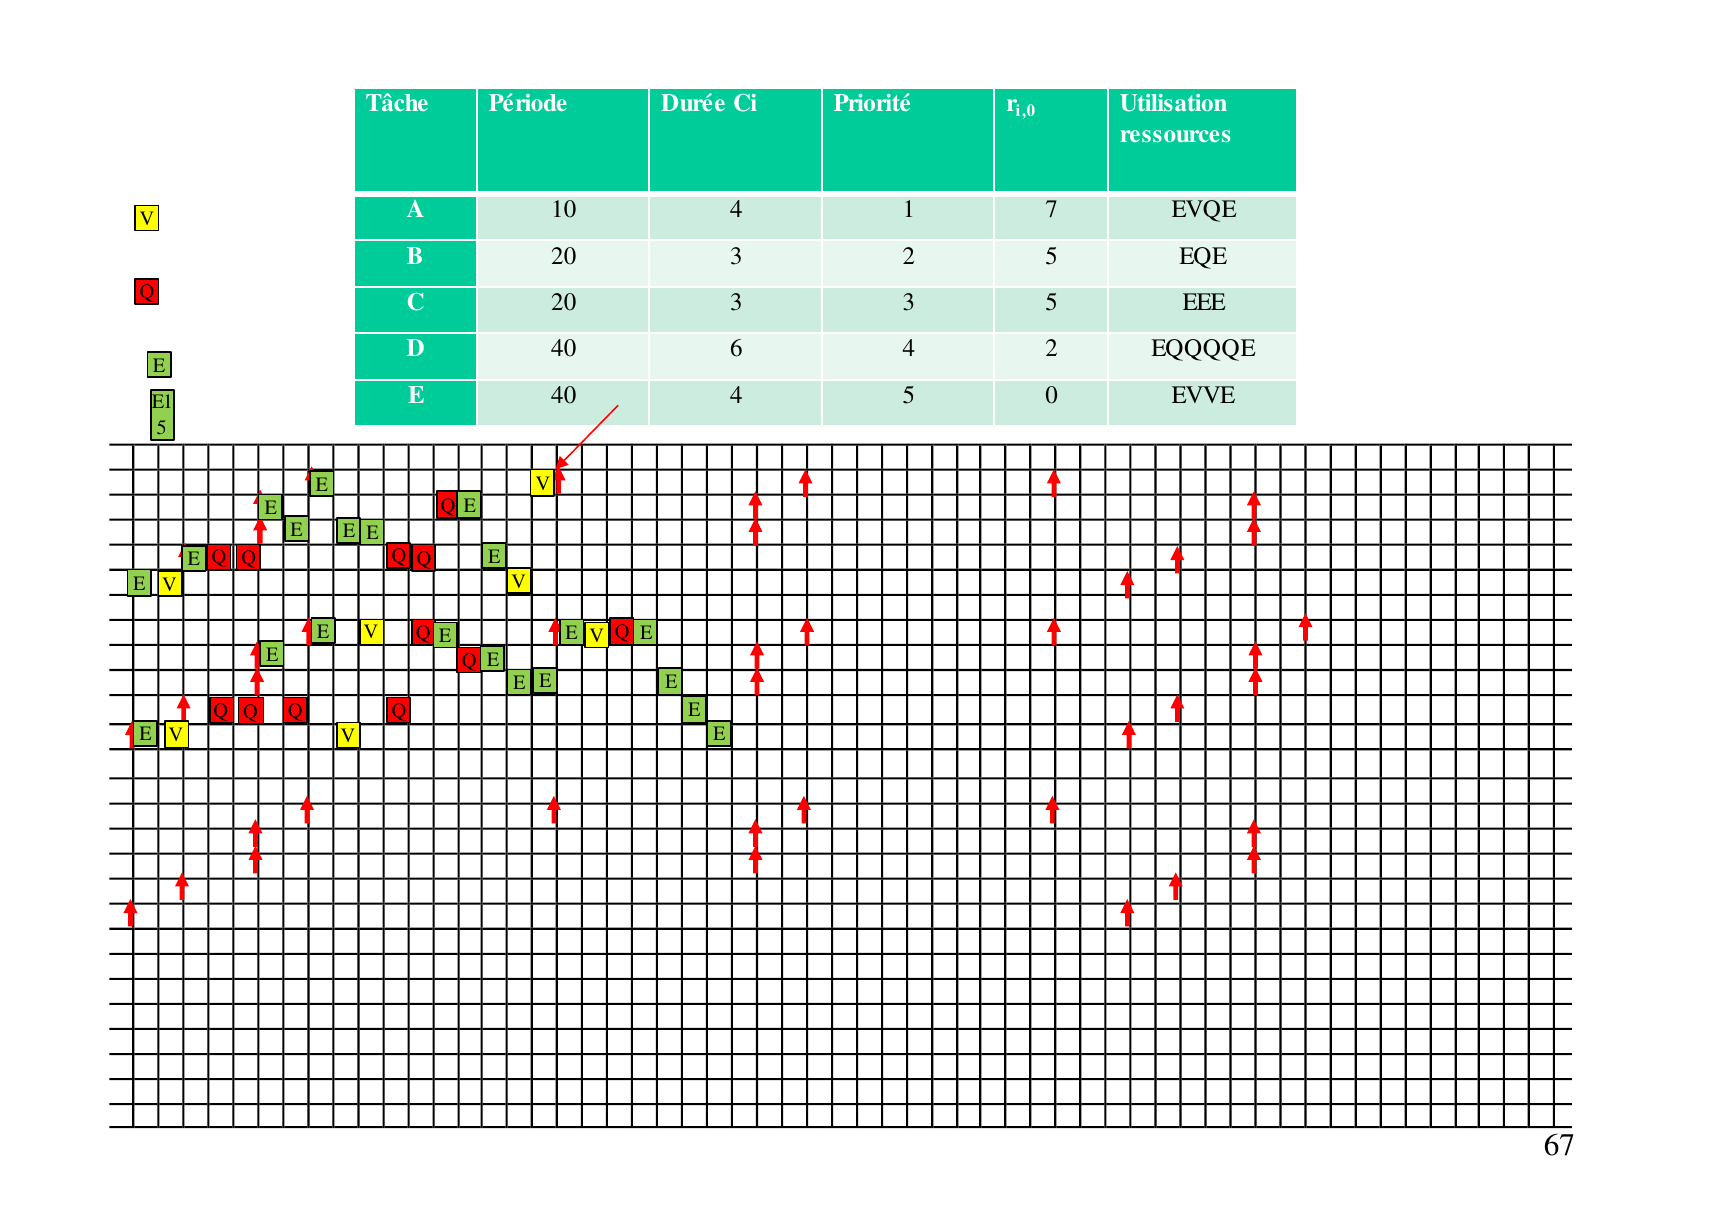 Tâche Période Durée Ci Priorité ri,0 Utilisation
ressources
A 10 4 1 7 EVQE
B 20 3 2 5 EQE
C 20 3 3 5 EEE
D 40 6 4 2 EQQQQE
E 40 4 5 0 EVVE
V
Q
E
E1
5
E V
E Q E
E E E
E Q Q Q Q E
E V V
E V Q E E V Q E
E Q E
E E E
Q Q Q Q E
E V V E
67